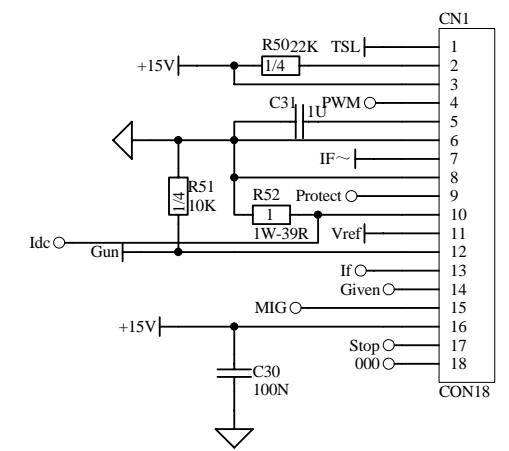 CN1
R50 22K TSL 1
+15V 1/4 2
3
C31 PWM 4
1U 5
6
IF~ 7
8
R51 R52 Protect 9
1/4 10K 1 10
1W-39R Vref 11
Idc Gun 12
If 13
Given 14
MIG 15
+15V 16
Stop 17
000 18
C30
100N
CON18